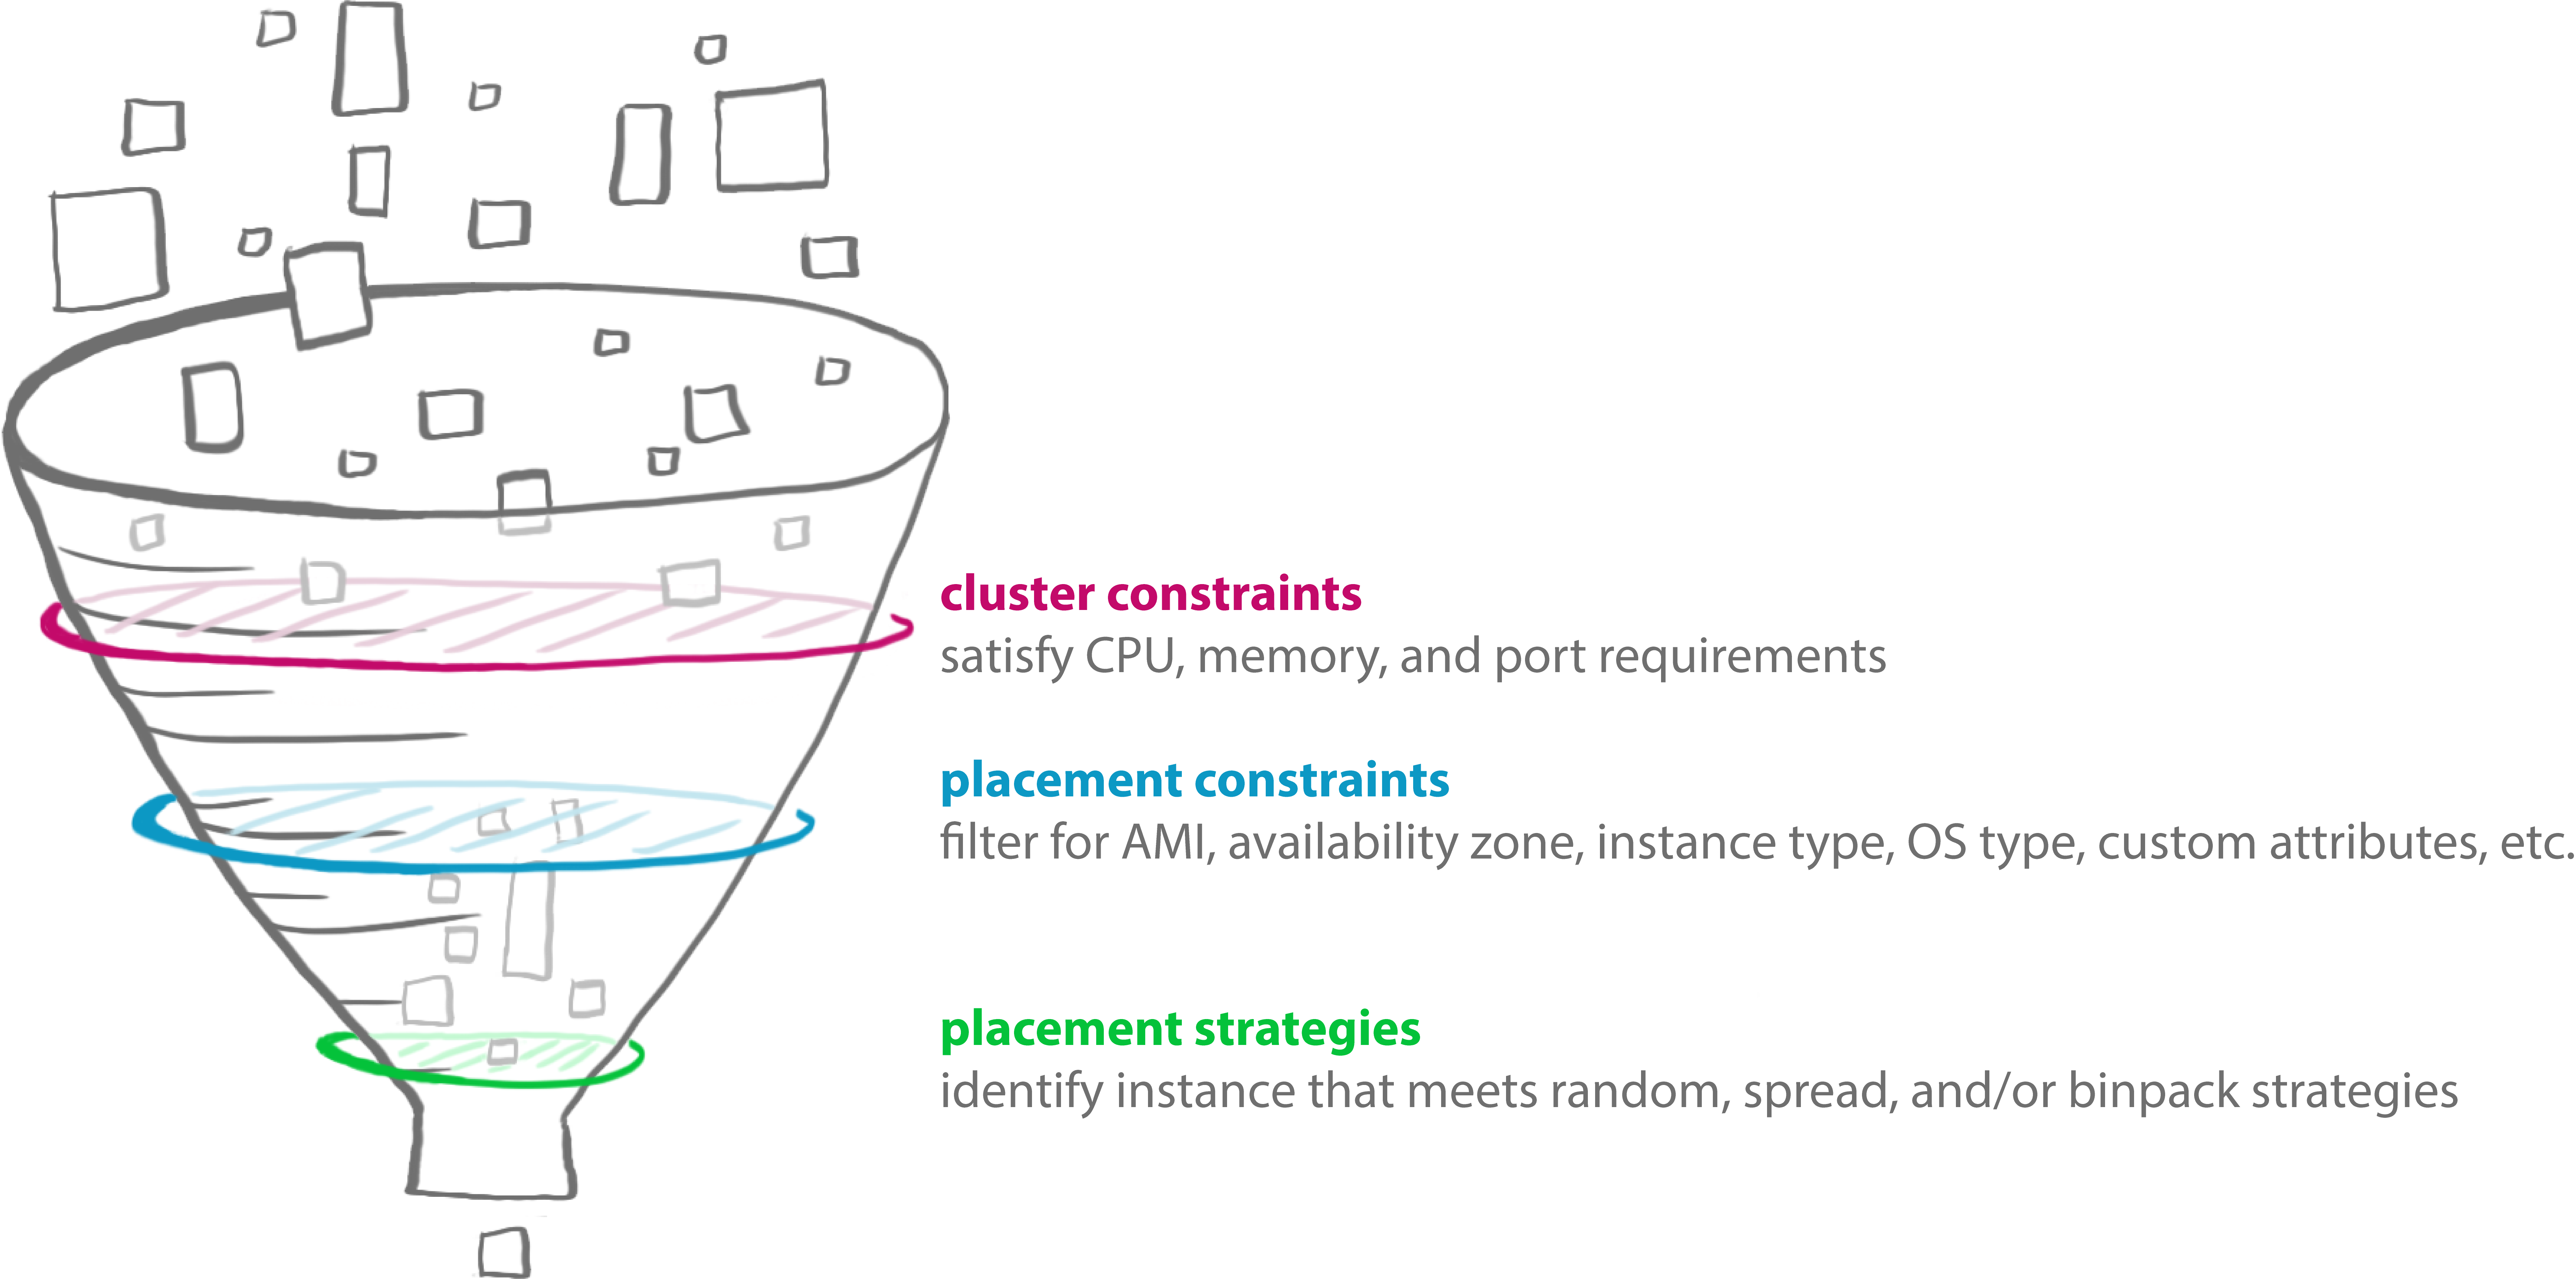 cluster constraints
satisfy CPU, memory, and port requirements
placement constraints
filter for AMI, availability zone, instance type, OS type, custom attributes, etc.
placement strategies
identify instance that meets random, spread, and/or binpack strategies